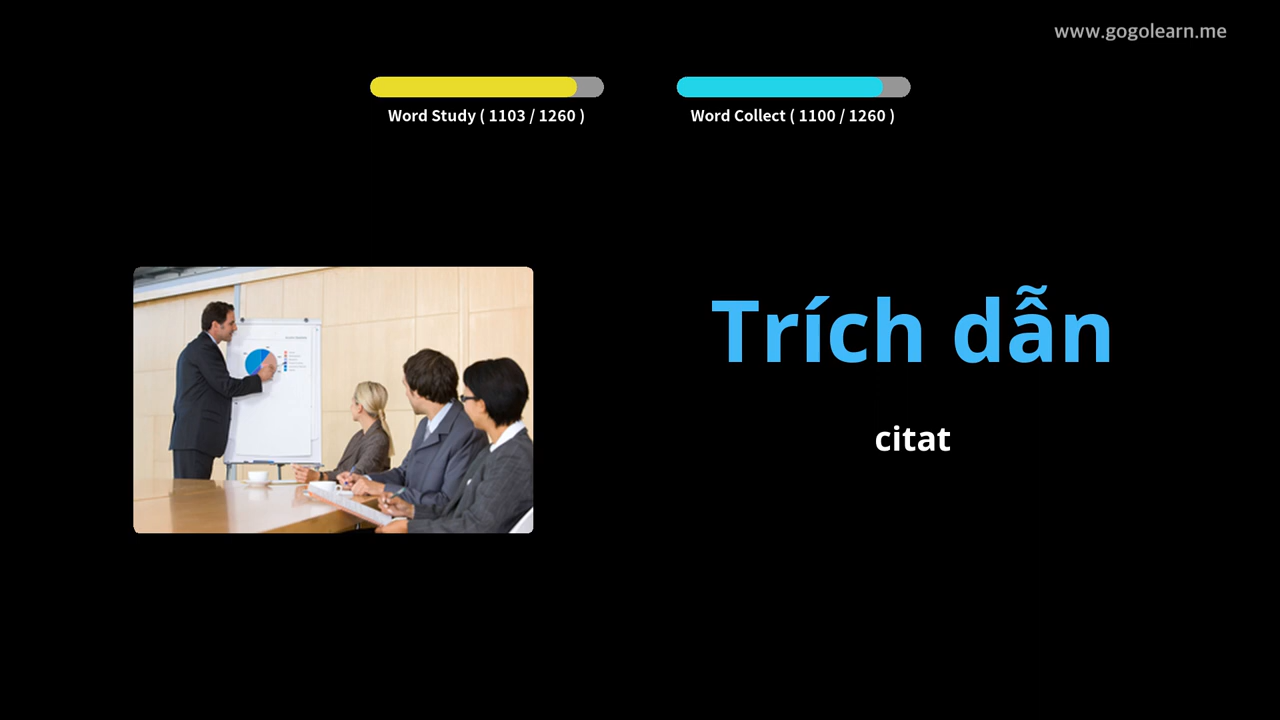 www.gogolearn.me
Word Study ( 1103 / 1260 )
Word Collect ( 1100 / 1260 )
Trích dẫn
citat